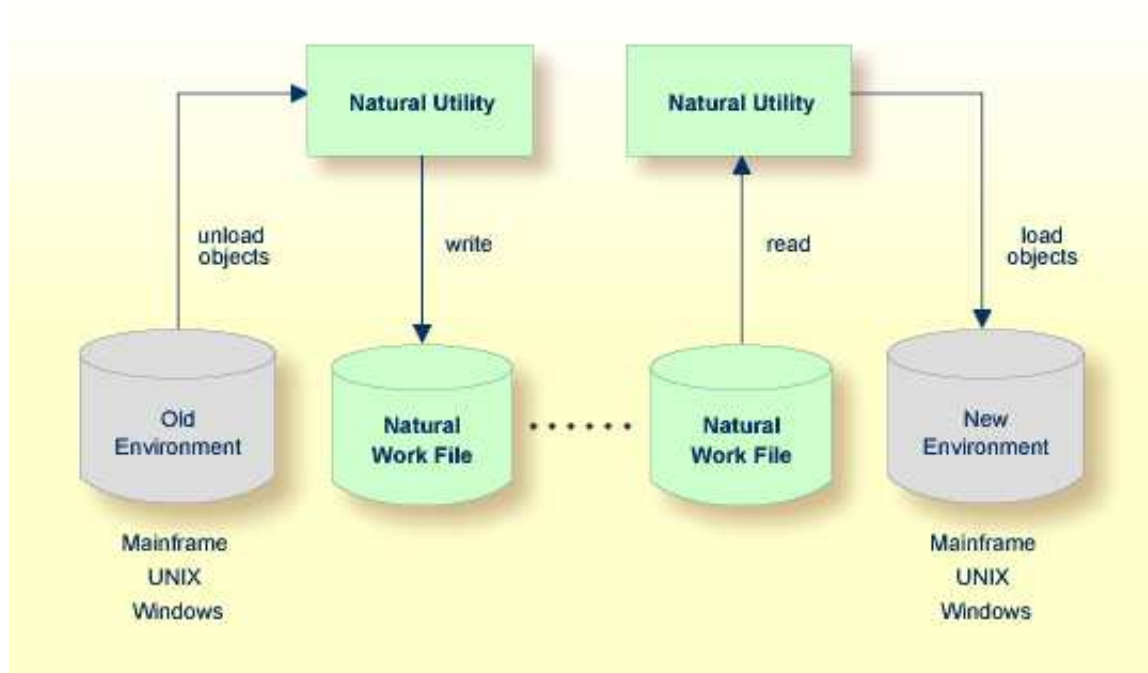 Natural Utility
Natural Utility
unload
objects
write
read
load
objects
Old
Environment
Natural
Work File
Natural
Work File
New
Environment
Mainframe
UNIX
Windows
Mainframe
UNIX
Windows